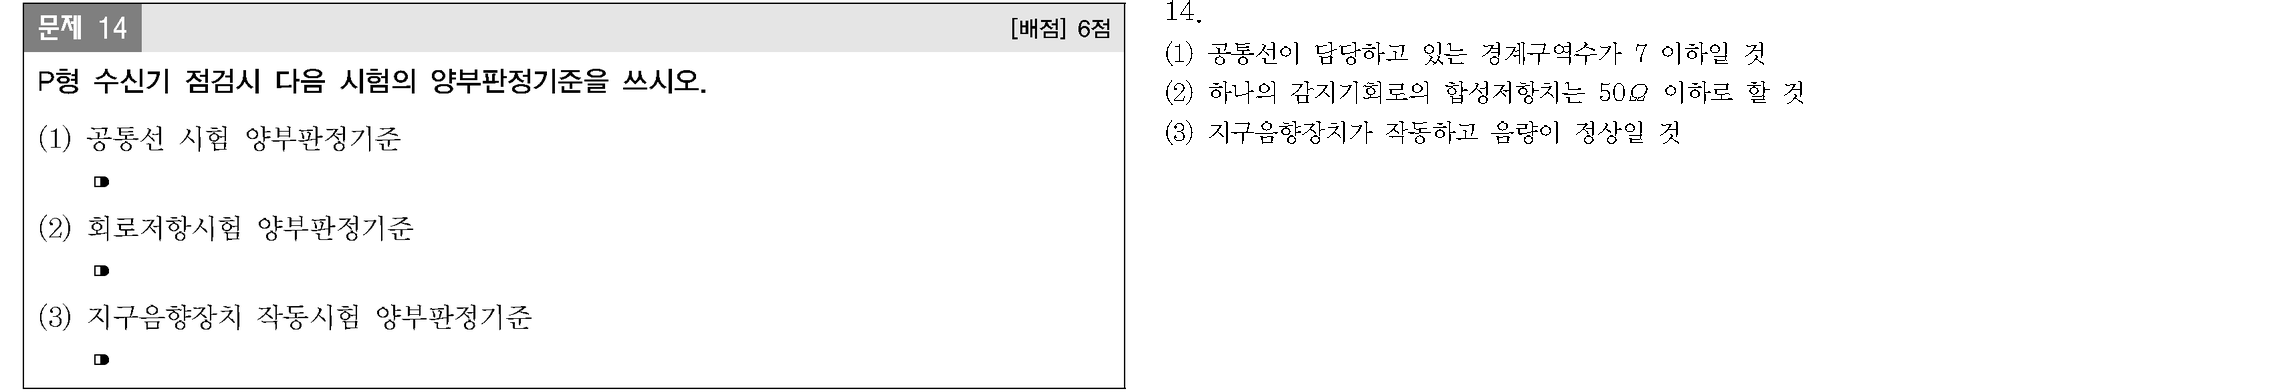 문제 14
[배점] 6점
P형 수신기 점검시 다음 시험의 양부판정기준을 쓰시오.
(1) 공통선 시험 양부판정기준
(2) 회로저항시험 양부판정기준
(3) 지구음향장치 작동시험 양부판정기준
14.
(1) 공통선이 담당하고 있는 경계구역수가 7 이하일 것
(2) 하나의 감지기회로의 합성저항치는 50Ω 이하로 할 것
(3) 지구음향장치가 작동하고 음량이 정상일 것